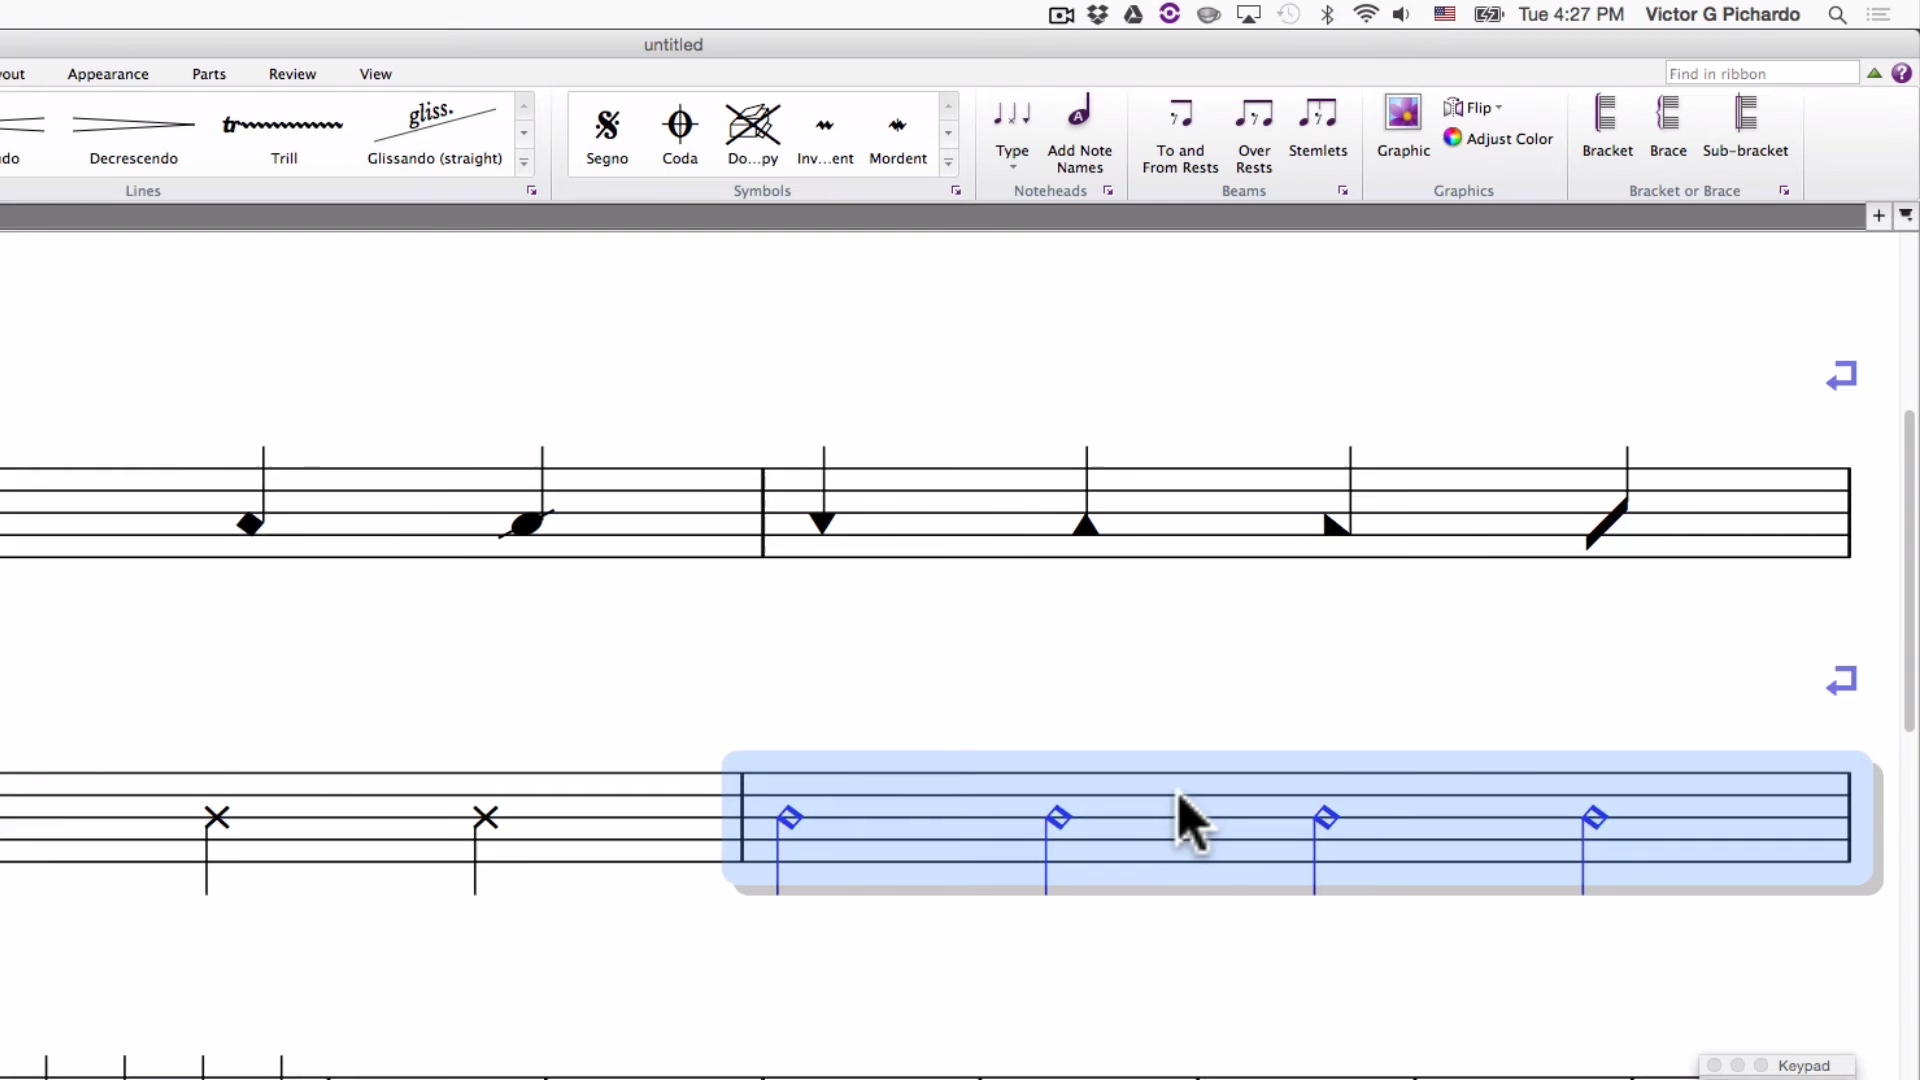 Tue 4:27 PM Victor G Pichardo
untitled
yout Appearance Parts Review View Find in ribbon
do Decrescendo tr Trill gliss. Glissando (straight) Segno Coda Do...py Inv...ent Mordent Type Add Note Names To and From Rests Over Rests Stemlets Graphic Flip Adjust Color Bracket Brace Sub-bracket
Lines Symbols Noteheads Beams Graphics Bracket or Brace
Keypad